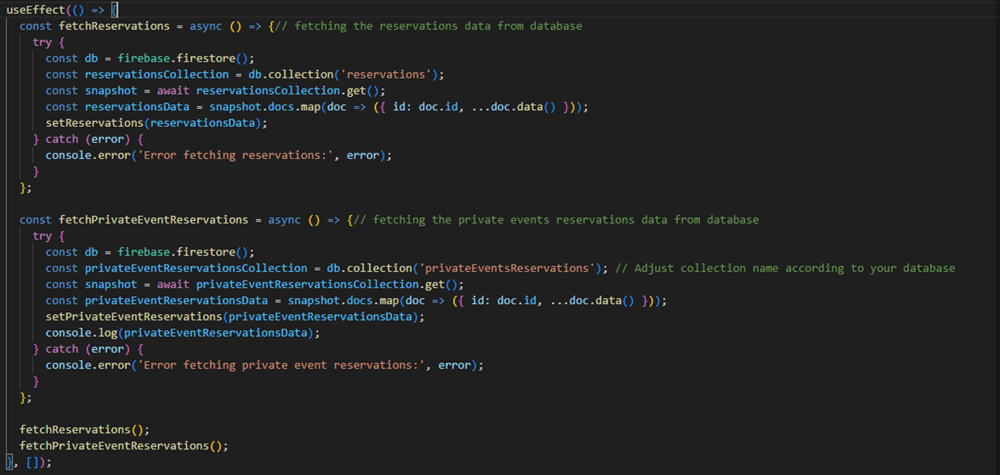 useEffect(() => {
const fetchReservations = async () => {// fetching the reservations data from database
try {
const db = firebase.firestore();
const reservationsCollection = db.collection('reservations');
const snapshot = await reservationsCollection.get();
const reservationsData = snapshot.docs.map(doc => ({ id: doc.id, ...doc.data() }));
setReservations(reservationsData);
} catch (error) {
console.error('Error fetching reservations:', error);
}
};
const fetchPrivateEventReservations = async () => {// fetching the private events reservations data from database
try {
const db = firebase.firestore();
const privateEventReservationsCollection = db.collection('privateEventsReservations'); // Adjust collection name according to your database
const snapshot = await privateEventReservationsCollection.get();
const privateEventReservationsData = snapshot.docs.map(doc => ({ id: doc.id, ...doc.data() }));
setPrivateEventReservations(privateEventReservationsData);
console.log(privateEventReservationsData);
} catch (error) {
console.error('Error fetching private event reservations:', error);
}
};
fetchReservations();
fetchPrivateEventReservations();
}, []);